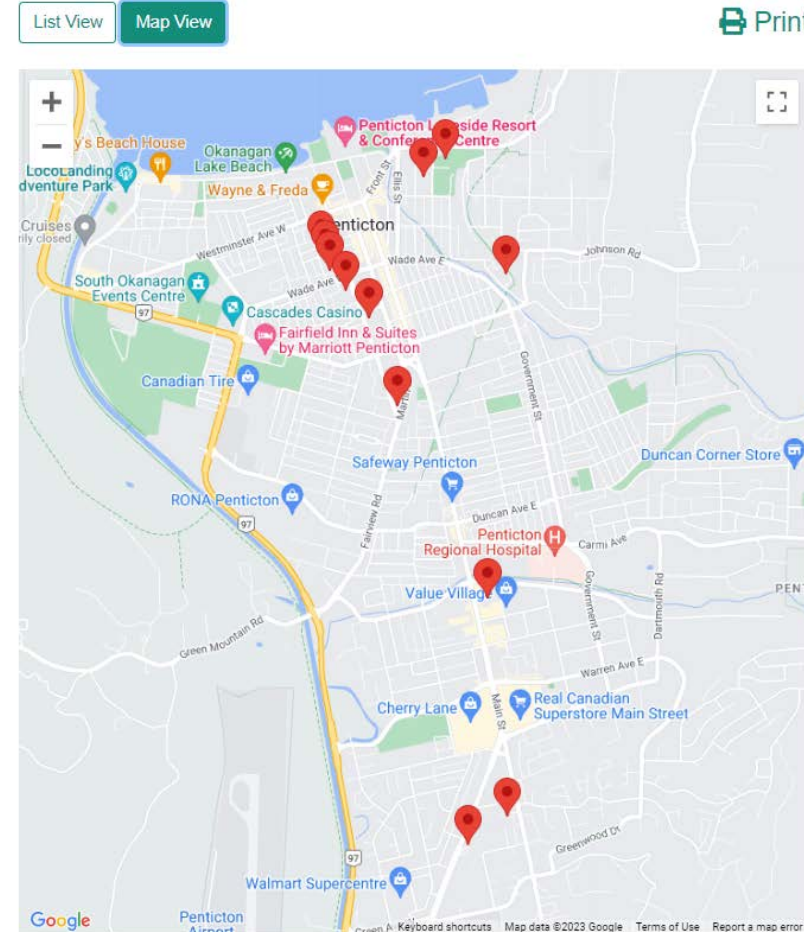 List View
Map View
Print
+
−
Penticton Lakeside Resort
& Conference Centre
y's Beach House
Okanagan
Lake Beach
LocoLanding
dventure Park
Wayne & Freda
Front St
Ellis St
Cruises
rily closed
enticton
Westminster Ave W
Wade Ave E
Johnson Rd
South Okanagan
Events Centre
Wade Ave
97
Cascades Casino
Fairfield Inn & Suites
by Marriott Penticton
Government St
Canadian Tire
Martin
Safeway Penticton
Duncan Corner Store
RONA Penticton
Duncan Ave E
97
Fairview Rd
Penticton
Regional Hospital
H
Carmi Ave
Value Village
Government St
Dartmouth Rd
PENT
Green Mountain Rd
Warren Ave E
Cherry Lane
Main St
Real Canadian
Superstore Main Street
Greenwood Dr
97
Walmart Supercentre
Google
Penticton
Airport
Green A
Keyboard shortcuts
Map data ©2023 Google
Terms of Use
Report a map error